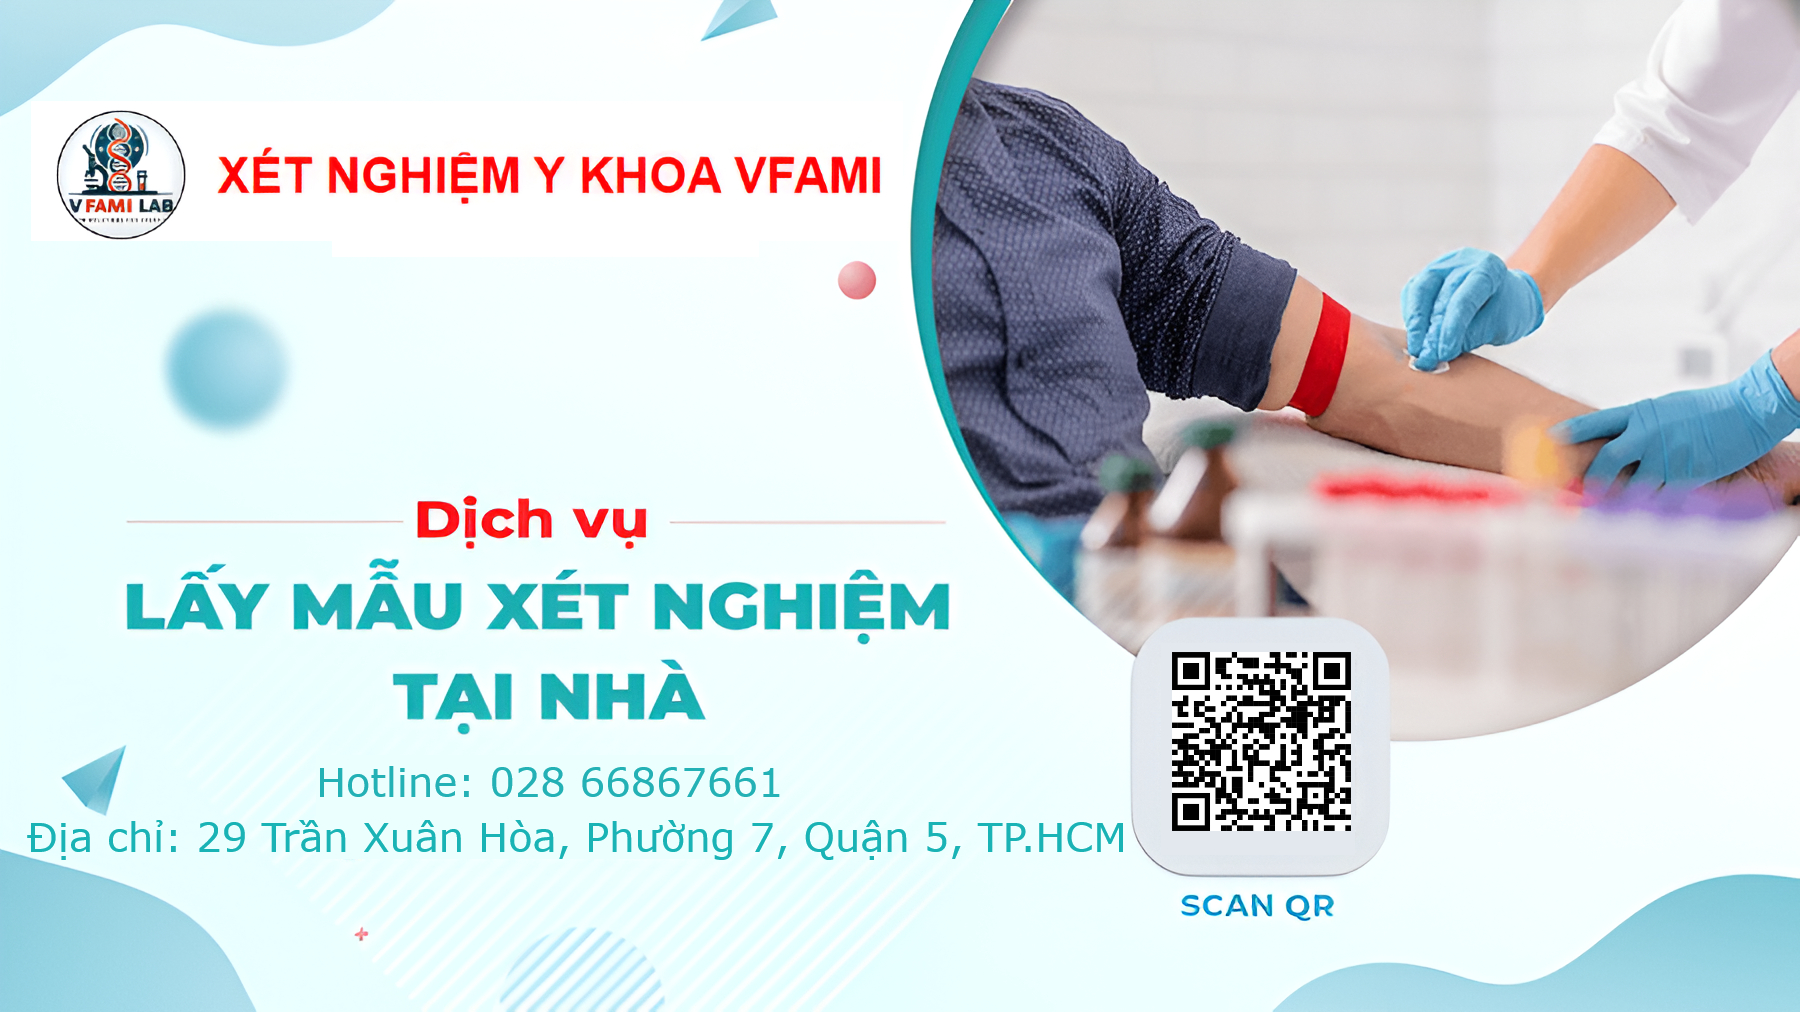 V FAMI LAB
XÉT NGHIỆM Y KHOA VFAMI
Dịch vụ
LẤY MẪU XÉT NGHIỆM
TẠI NHÀ
Hotline: 028 66867661
Địa chỉ: 29 Trần Xuân Hòa, Phường 7, Quận 5, TP.HCM
SCAN QR